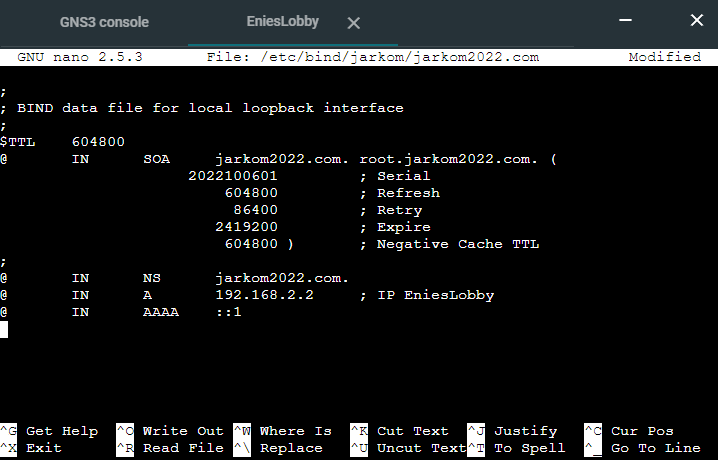 GNS3 console EniesLobby ×
GNU nano 2.5.3 File: /etc/bind/jarkom/jarkom2022.com Modified
;
; BIND data file for local loopback interface
;
$TTL 604800
@ IN SOA jarkom2022.com. root.jarkom2022.com. (
2022100601 ; Serial
604800 ; Refresh
86400 ; Retry
2419200 ; Expire
604800 ) ; Negative Cache TTL
;
@ IN NS jarkom2022.com.
@ IN A 192.168.2.2 ; IP EniesLobby
@ IN AAAA ::1
^G Get Help ^O Write Out ^W Where Is ^K Cut Text ^J Justify ^C Cur Pos
^X Exit ^R Read File ^\ Replace ^U Uncut Text ^T To Spell ^_ Go To Line